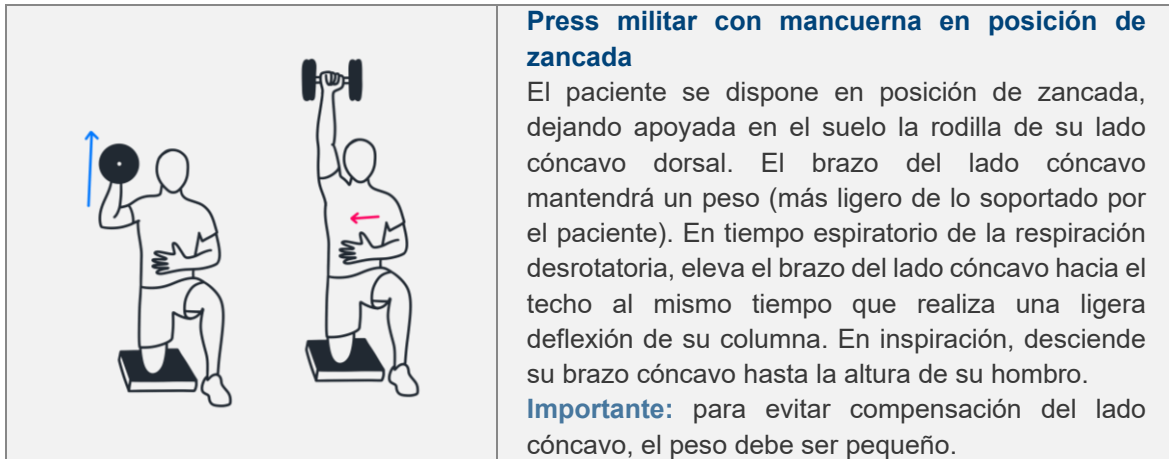 Press militar con mancuerna en posición de
zancada
El paciente se dispone en posición de zancada,
dejando apoyada en el suelo la rodilla de su lado
cóncavo dorsal. El brazo del lado cóncavo
mantendrá un peso (más ligero de lo soportado por
el paciente). En tiempo espiratorio de la respiración
desrotatoria, eleva el brazo del lado cóncavo hacia el
techo al mismo tiempo que realiza una ligera
deflexión de su columna. En inspiración, desciende
su brazo cóncavo hasta la altura de su hombro.
Importante: para evitar compensación del lado
cóncavo, el peso debe ser pequeño.